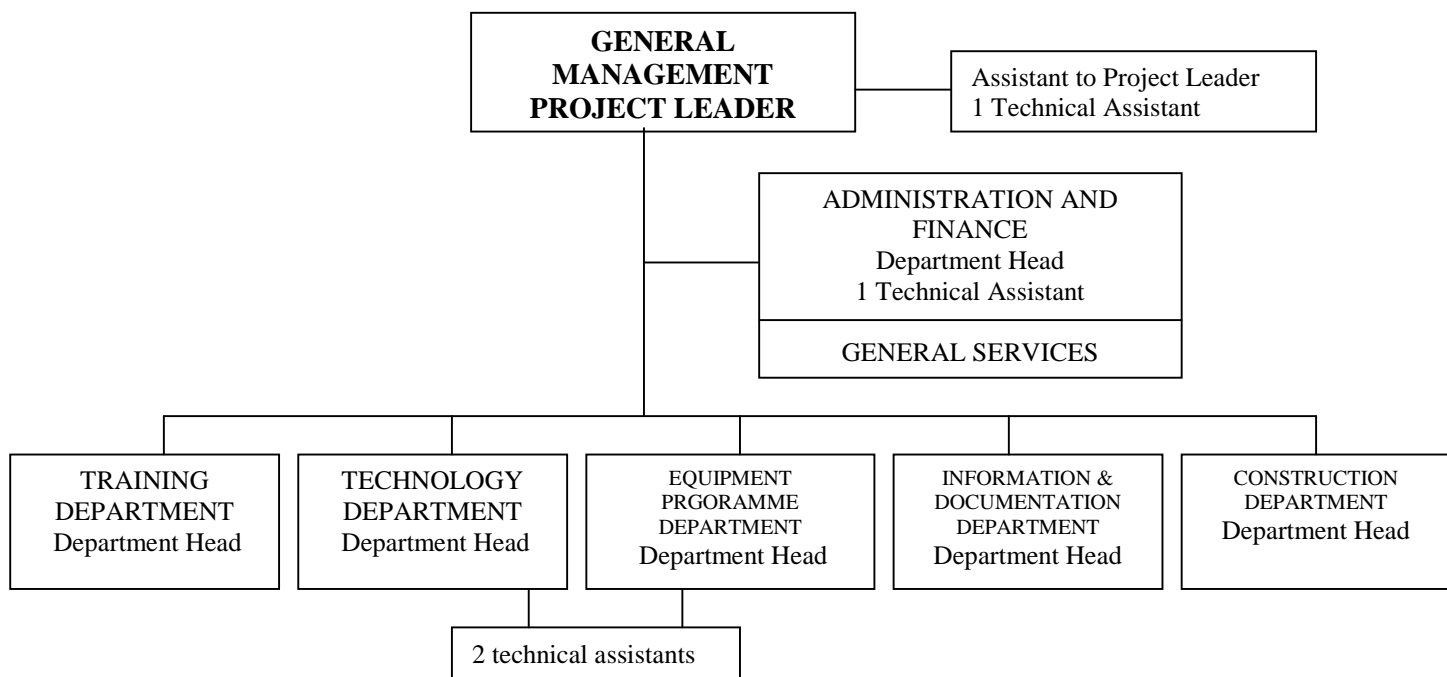 GENERAL
MANAGEMENT
PROJECT LEADER
Assistant to Project Leader
1 Technical Assistant
ADMINISTRATION AND
FINANCE
Department Head
1 Technical Assistant
GENERAL SERVICES
TRAINING
DEPARTMENT
Department Head
TECHNOLOGY
DEPARTMENT
Department Head
EQUIPMENT
PRGORAMME
DEPARTMENT
Department Head
INFORMATION &
DOCUMENTATION
DEPARTMENT
Department Head
CONSTRUCTION
DEPARTMENT
Department Head
2 technical assistants